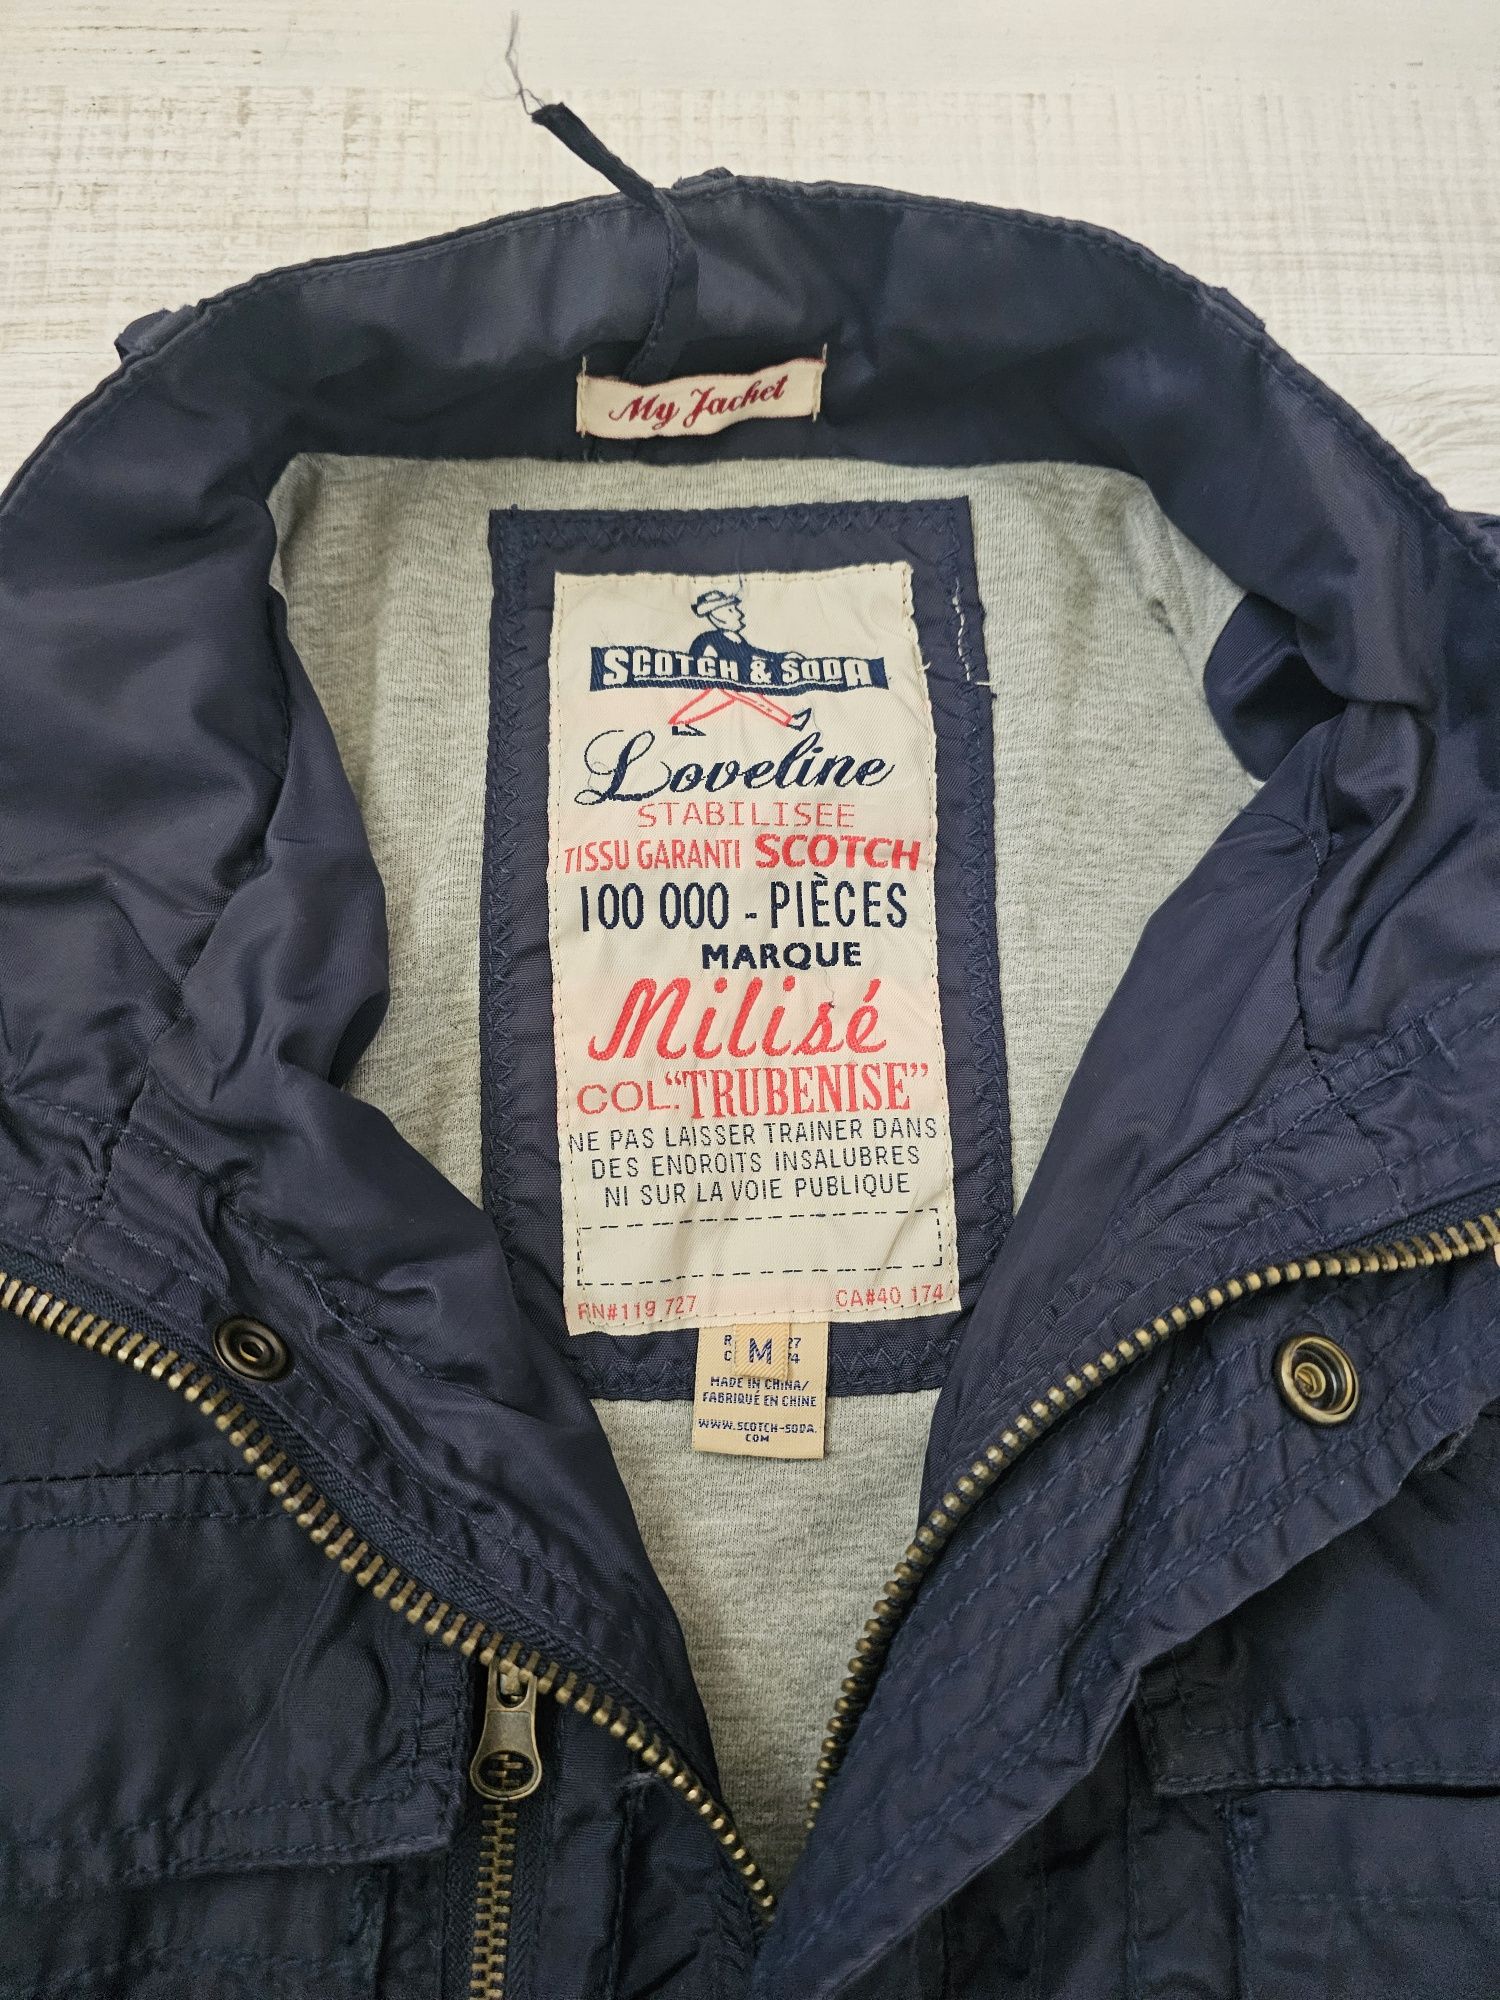 My Jacket
SCOTCH & SODA
Loveline
STABILISEE
TISSU GARANTI SCOTCH
100 000 - PIÈCES
MARQUE
Milisé
COL. "TRUBENISE"
NE PAS LAISSER TRAINER DANS
DES ENDROITS INSALUBRES
NI SUR LA VOIE PUBLIQUE
RN#119 727
CA#40 174
M
MADE IN CHINA/
FABRIQUÉ EN CHINE
WWW.SCOTCH-SODA.
COM